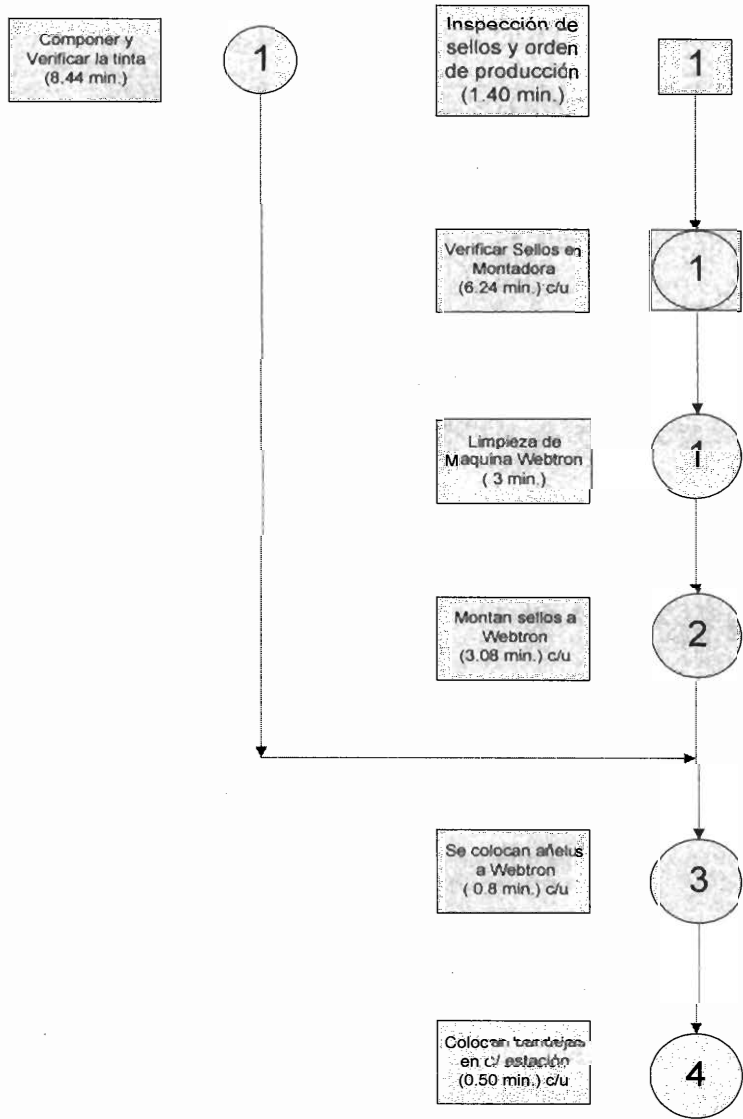 Componer y
Verificar la tinta
(8.44 min.)
1
Inspección de
sellos y orden
de producción
(1.40 min.)
1
Verificar Sellos en
Montadora
(6.24 min.) c/u
1
Limpieza de
Maquina Webtron
( 3 min.)
1
Montan sellos a
Webtron
(3.08 min.) c/u
2
Se colocan añelus
a Webtron
( 0.8 min.) c/u
3
Colocan bandejas
en c/ estación
(0.50 min.) c/u
4